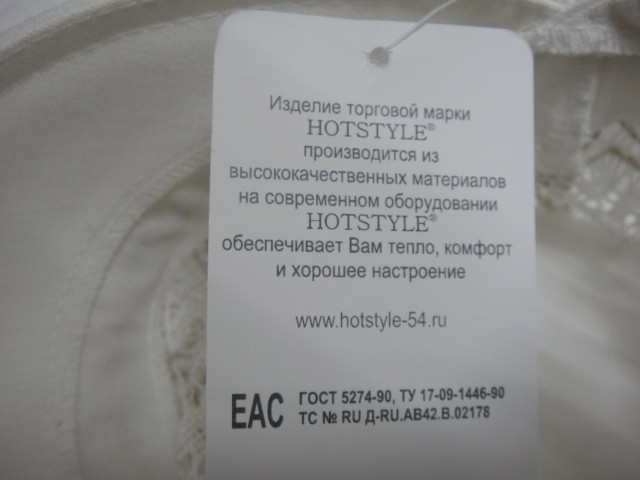 Изделие торговой марки
HOTSTYLE®
производится из
высококачественных материалов
на современном оборудовании
HOTSTYLE®
обеспечивает Вам тепло, комфорт
и хорошее настроение
www.hotstyle-54.ru
EAC ГОСТ 5274-90, ТУ 17-09-1446-90
ТС № RU Д-RU.АВ42.В.02178